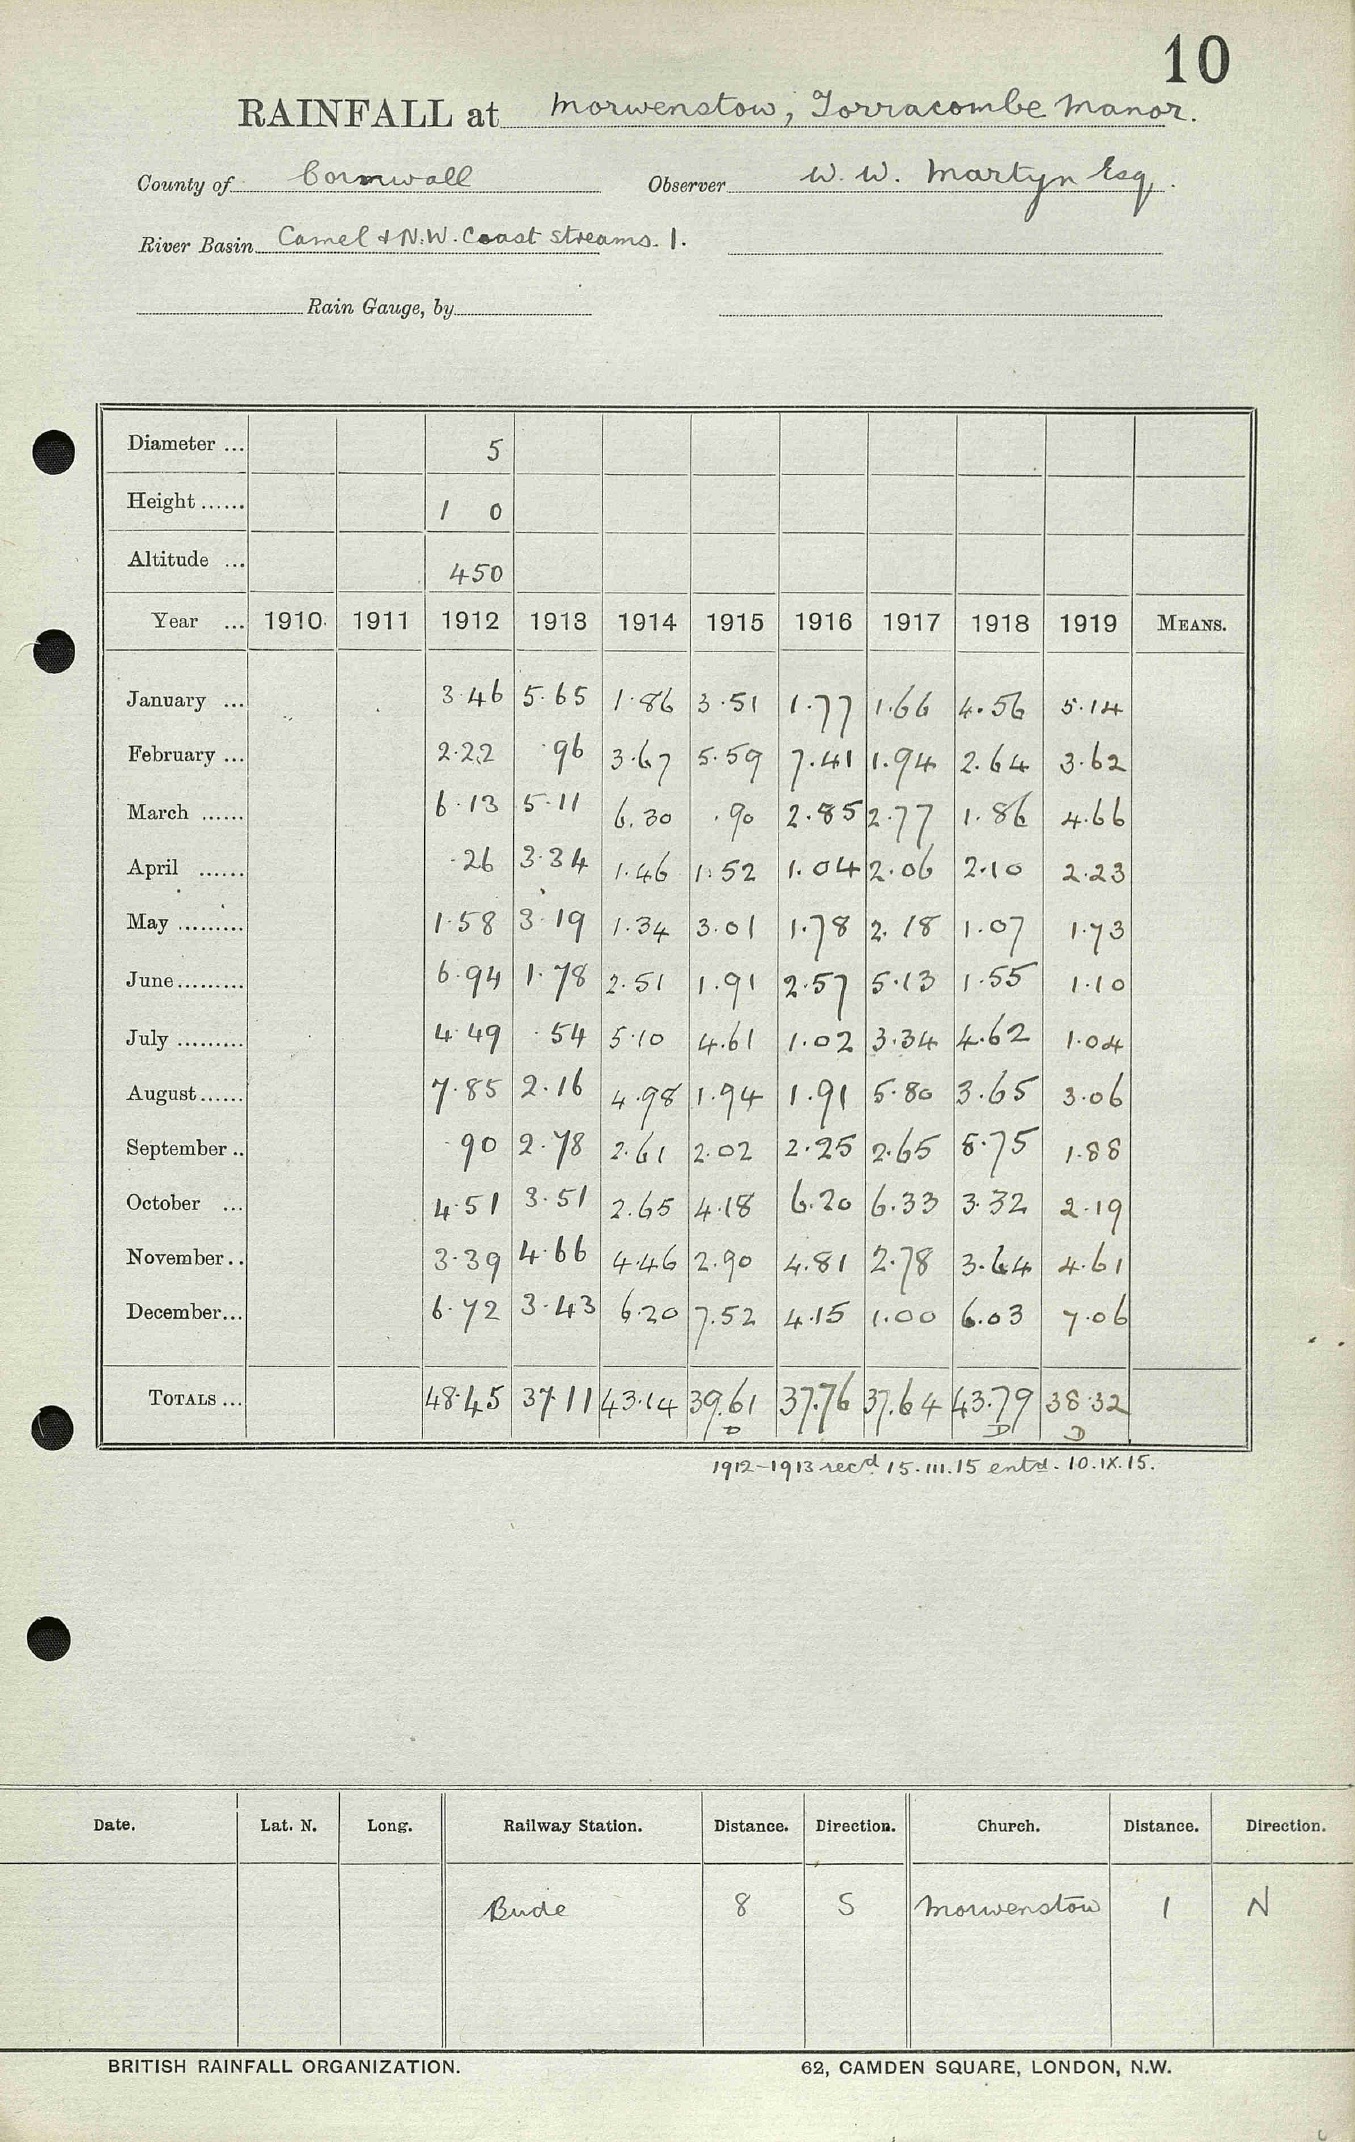 10
RAINFALL at Morwenstow, Torracombe Manor.
County of Cornwall Observer W. W. Martyn Esq.
River Basin Camel & N.W. Coast streams. 1.
Rain Gauge, by
Diameter ... 5
Height ...... 1 0
Altitude ... 450
Year ... 1910 1911 1912 1913 1914 1915 1916 1917 1918 1919 MEANS.
January ... 3.46 5.65 1.86 3.51 1.77 1.66 4.56 5.14
February ... 2.22 .96 3.67 5.59 7.41 1.94 2.64 3.62
March ...... 6.13 5.11 6.30 .90 2.85 2.77 1.86 4.66
April ...... .26 3.34 1.46 1.52 1.04 2.06 2.10 2.23
May ......... 1.58 3.19 1.34 3.01 1.78 2.18 1.07 1.73
June ......... 6.94 1.78 2.51 1.91 2.57 5.13 1.55 1.10
July ......... 4.49 .54 5.10 4.61 1.02 3.34 4.62 1.04
August ...... 7.85 2.16 4.98 1.94 1.91 5.80 3.65 3.06
September .. .90 2.78 2.61 2.02 2.25 2.65 8.75 1.88
October ... 4.51 3.51 2.65 4.18 6.20 6.33 3.32 2.19
November .. 3.39 4.66 4.46 2.90 4.81 2.78 3.64 4.61
December ... 6.72 3.43 6.20 7.52 4.15 1.00 6.03 7.06
TOTALS ... 48.45 37.11 43.14 39.61 37.76 37.64 43.79 38.32
D D D
1912-1913 recd 15.III.15 entd. 10.IX.15.
Date. Lat. N. Long. Railway Station. Distance. Direction. Church. Distance. Direction.
Bude 8 S Morwenstow 1 N
BRITISH RAINFALL ORGANIZATION. 62, CAMDEN SQUARE, LONDON, N.W.